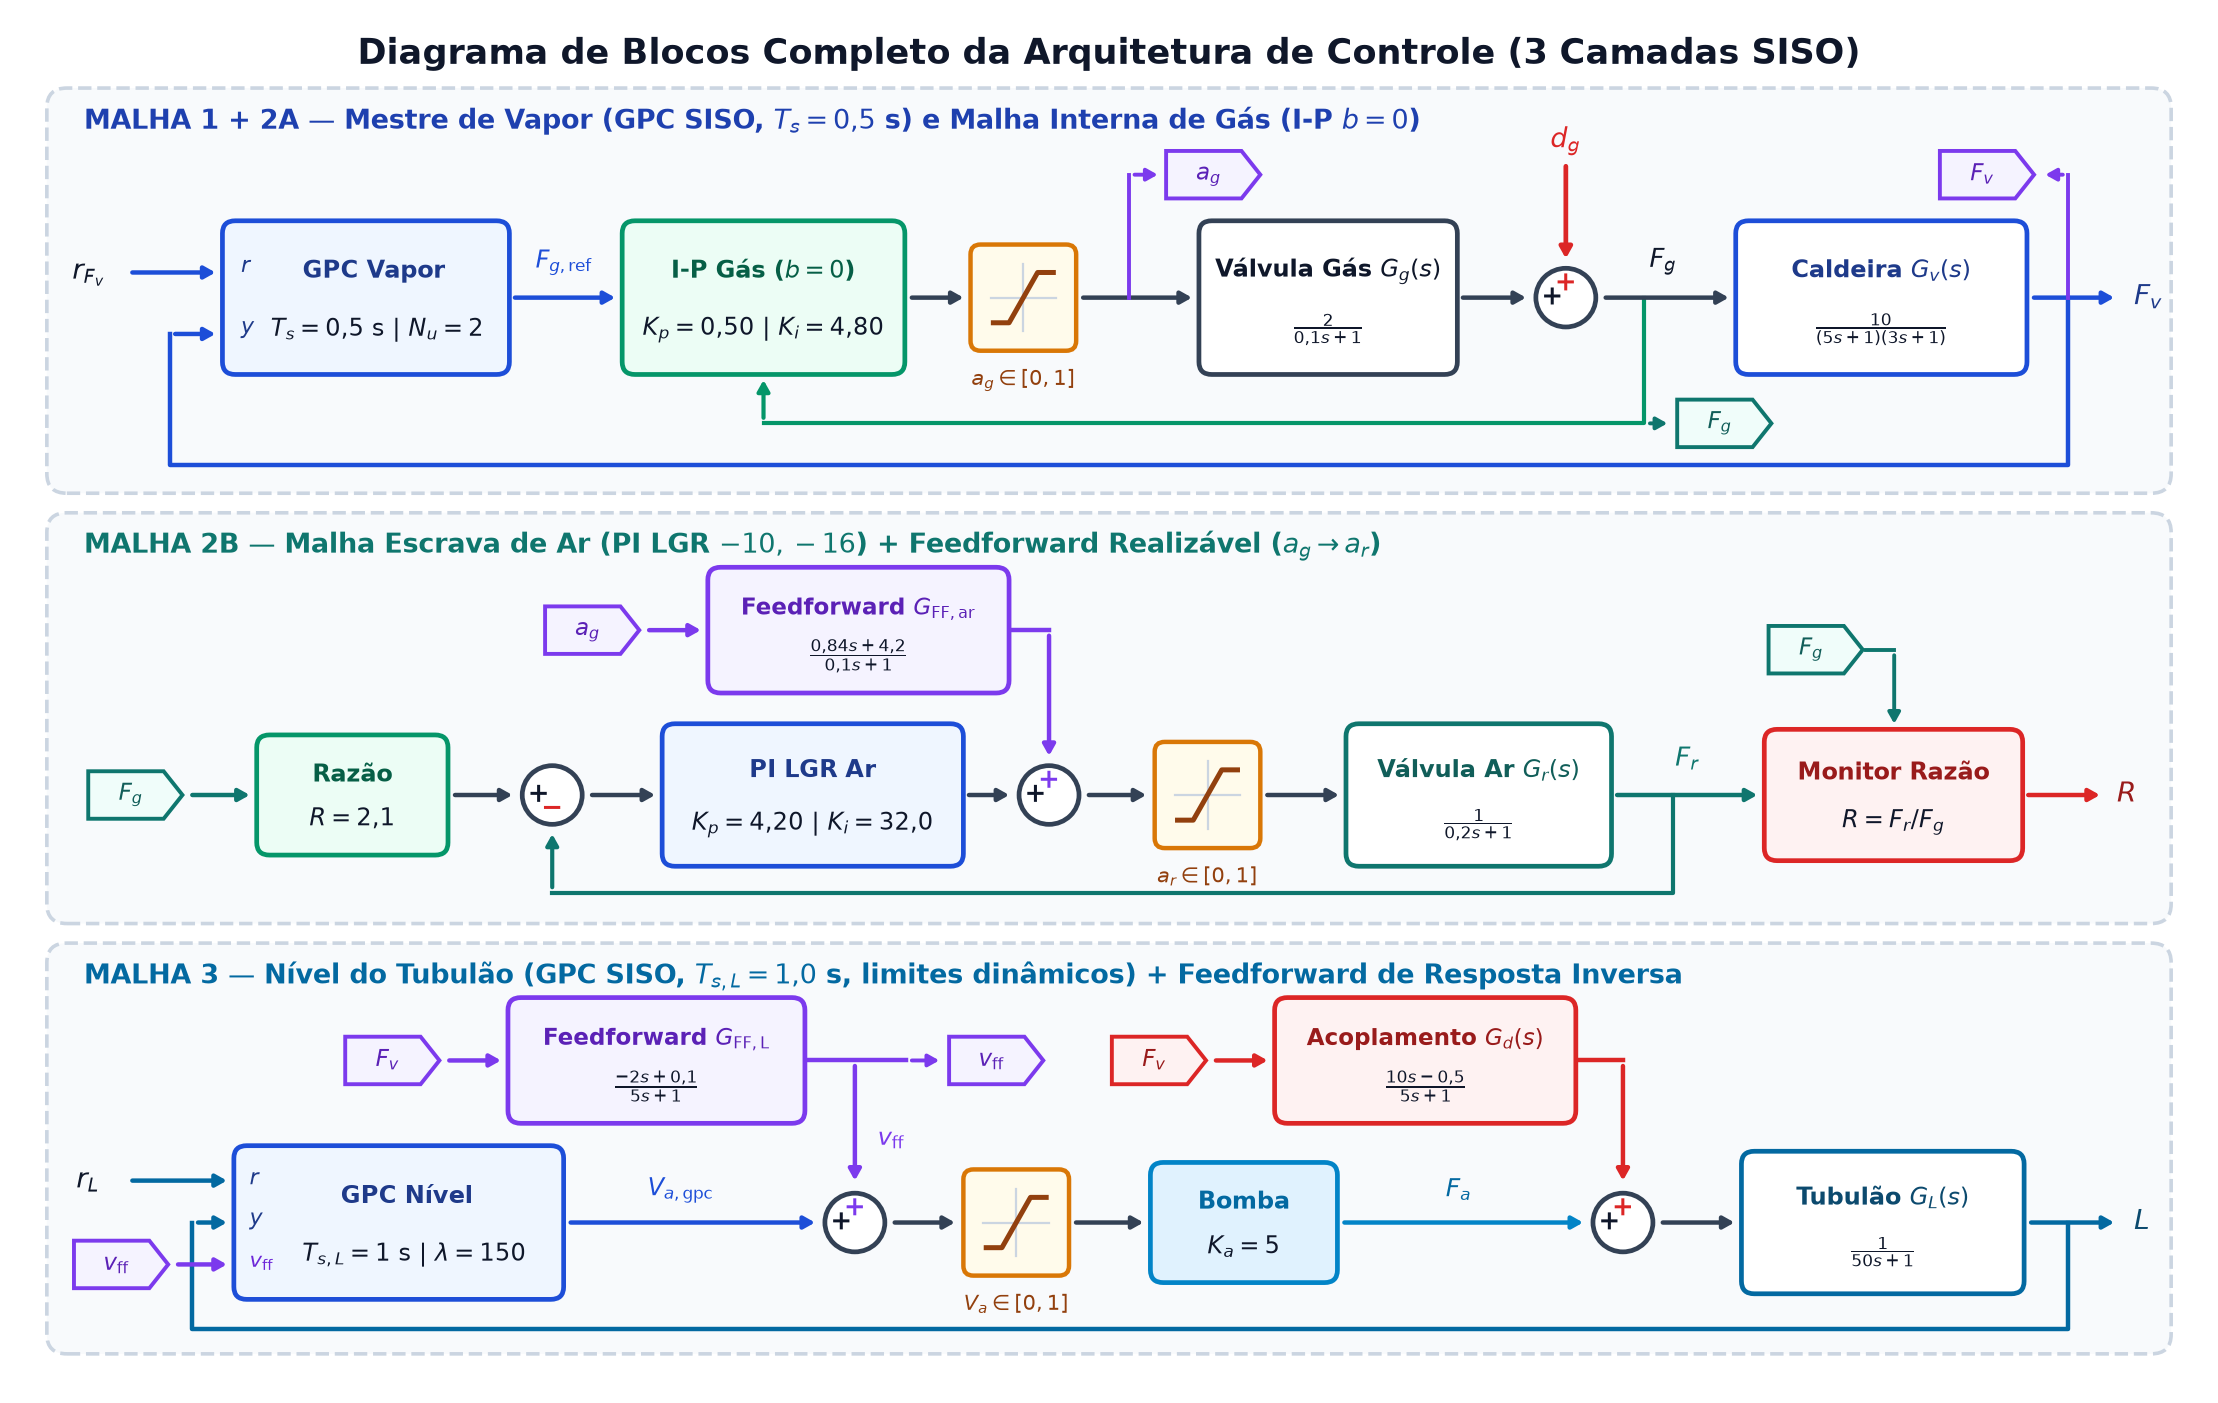 Diagrama de Blocos Completo da Arquitetura de Controle (3 Camadas SISO)
MALHA 1 + 2A — Mestre de Vapor (GPC SISO, T_s = 0,5 s) e Malha Interna de Gás (I-P b = 0)
d_g
a_g
F_v
r_{F_v}
r
GPC Vapor
y
T_s = 0,5 s | N_u = 2
F_{g,ref}
I-P Gás (b = 0)
K_p = 0,50 | K_i = 4,80
a_g ∈ [0, 1]
Válvula Gás G_g(s)
2
0,1s + 1
+
+
F_g
Caldeira G_v(s)
10
(5s + 1)(3s + 1)
F_v
F_g
MALHA 2B — Malha Escrava de Ar (PI LGR −10, −16) + Feedforward Realizável (a_g → a_r)
a_g
Feedforward G_{FF,ar}
0,84s + 4,2
0,1s + 1
F_g
F_g
Razão
R = 2,1
+
−
PI LGR Ar
K_p = 4,20 | K_i = 32,0
+
+
a_r ∈ [0, 1]
Válvula Ar G_r(s)
1
0,2s + 1
F_r
Monitor Razão
R = F_r/F_g
R
MALHA 3 — Nível do Tubulão (GPC SISO, T_{s,L} = 1,0 s, limites dinâmicos) + Feedforward de Resposta Inversa
F_v
Feedforward G_{FF,L}
−2s + 0,1
5s + 1
v_ff
F_v
Acoplamento G_d(s)
10s − 0,5
5s + 1
v_ff
r_L
v_ff
r
y
v_ff
GPC Nível
T_{s,L} = 1 s | λ = 150
V_{a,gpc}
+
+
V_a ∈ [0, 1]
Bomba
K_a = 5
F_a
+
+
Tubulão G_L(s)
1
50s + 1
L